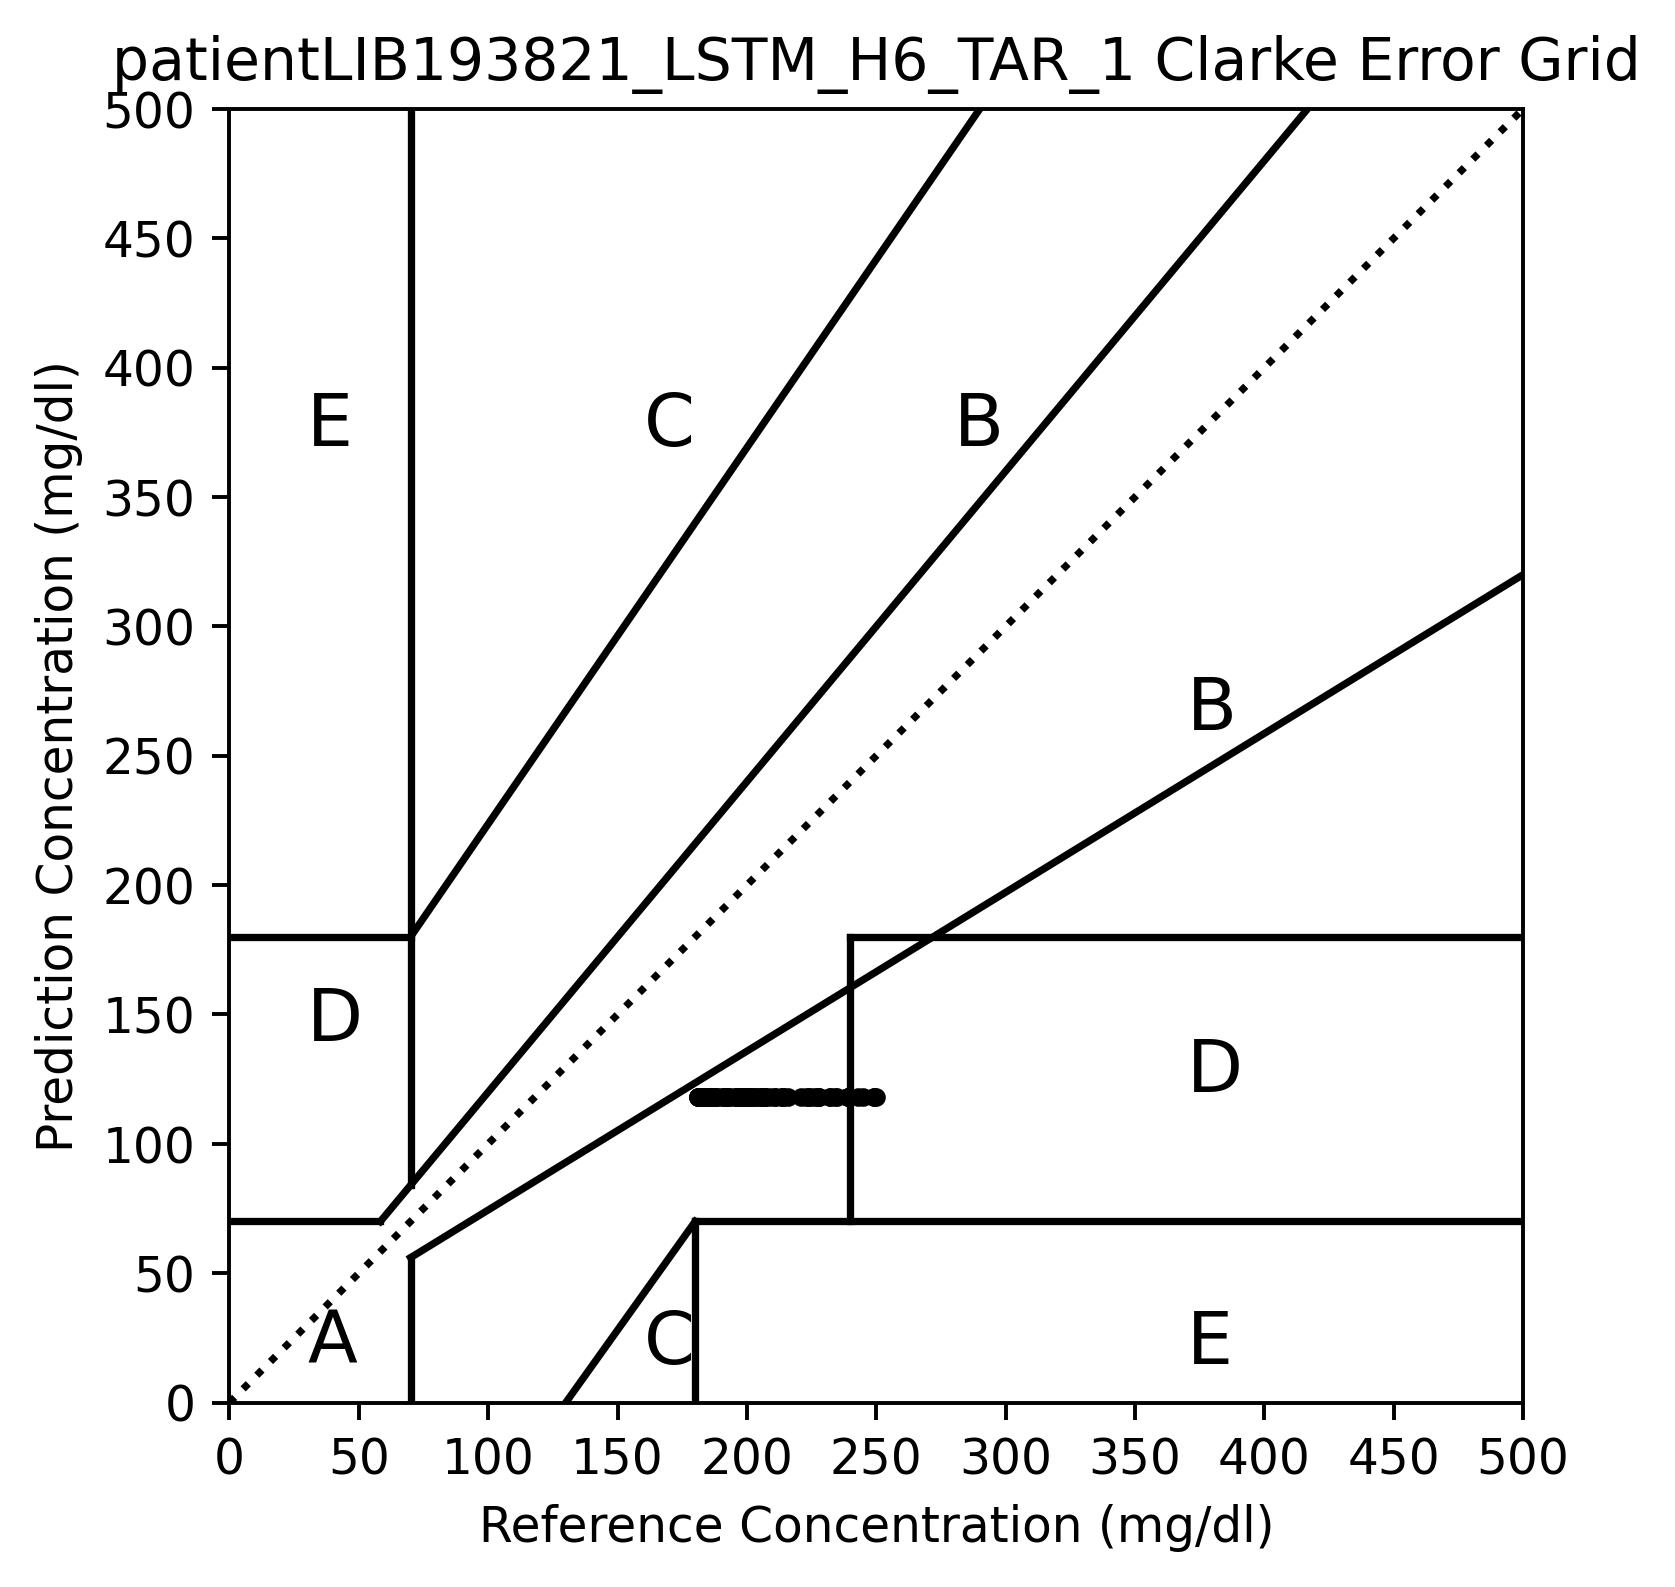 patientLIB193821_LSTM_H6_TAR_1 Clarke Error Grid
500
450
400
350
300
250
200
150
100
50
0
Prediction Concentration (mg/dl)
E
C
B
B
D
D
A
C
E
0 50 100 150 200 250 300 350 400 450 500
Reference Concentration (mg/dl)